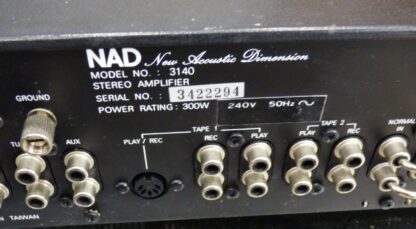 NAD New Acoustic Dimension
MODEL NO. : 3140
STEREO AMPLIFIER
SERIAL NO. : 3422294
POWER RATING : 300W 240V 50Hz
GROUND
TAPE 1
TAPE 2
PLAY / REC
REC
PLAY
PLAY
REC
NORMAL
IN
AUX
TAIWAN